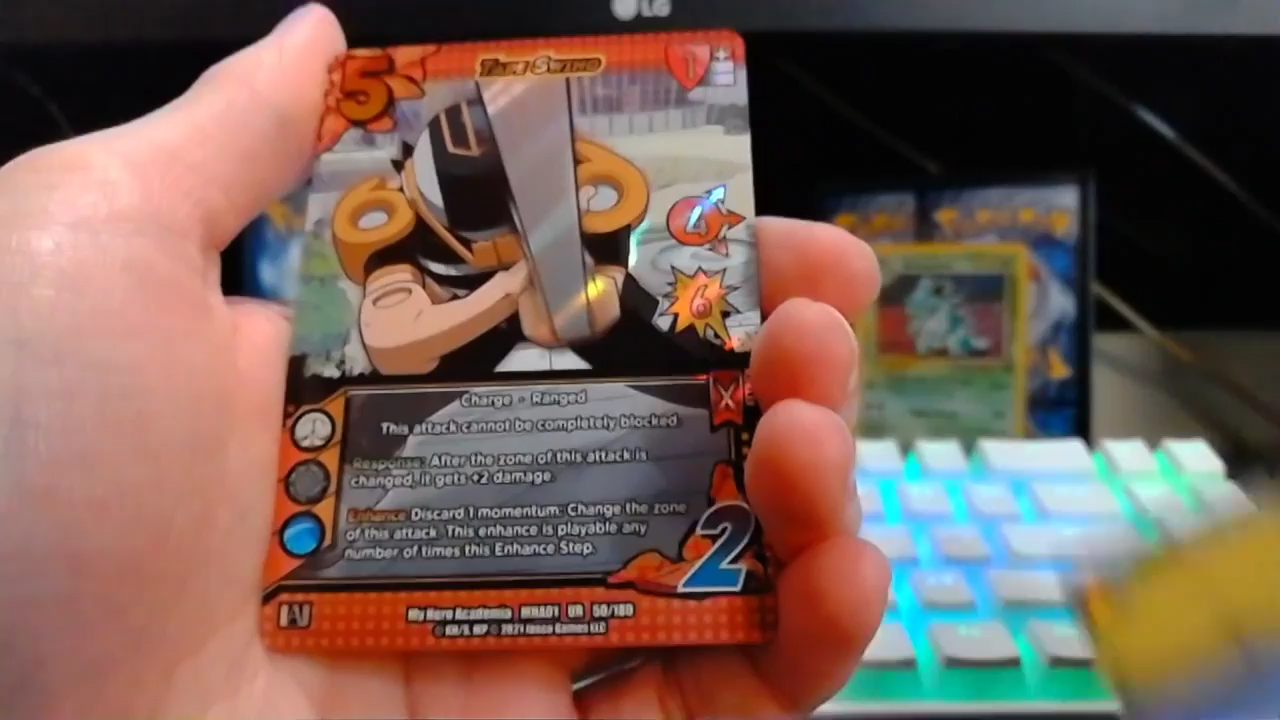 LG
5
TAPE SWING
1
4
6
Charge • Ranged
This attack cannot be completely blocked.
Response: After the zone of this attack is
changed, it gets +2 damage.
Enhance Discard 1 momentum: Change the zone
of this attack. This enhance is playable any
number of times this Enhance Step.
2
My Hero Academia MHA01 UR 50/180
© 2021 Jasco Games LLC